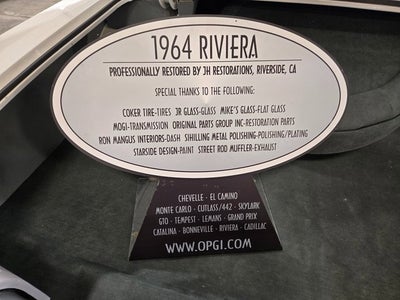 1964 RIVIERA
PROFESSIONALLY RESTORED BY JH RESTORATIONS, RIVERSIDE, CA
SPECIAL THANKS TO THE FOLLOWING:
COKER TIRE-TIRES 3R GLASS-GLASS MIKE'S GLASS-FLAT GLASS
MOGI-TRANSMISSION ORIGINAL PARTS GROUP INC-RESTORATION PARTS
RON MANGUS INTERIORS-DASH SIHILLING METAL POLISHING-POLISHING/PLATING
STARSIDE DESIGN-PAINT STREET ROD MUFFLER-EXHAUST
CHEVELLE - EL CAMINO
MONTE CARLO - CUTLASS/442 - SKYLARK
GTO - TEMPEST - LEMANS - GRAND PRIX
CATALINA - BONNEVILLE - RIVIERA - CADILLAC
WWW.OPGI.COM